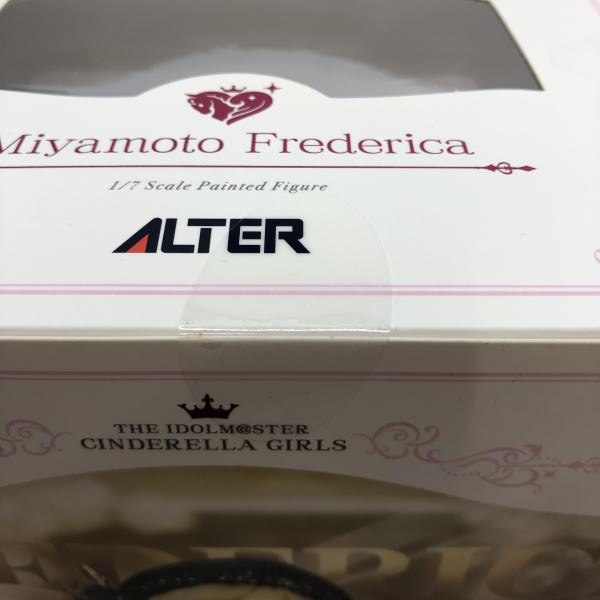 Miyamoto Frederica
1/7 Scale Painted Figure
ALTER
THE IDOLM@STER
CINDERELLA GIRLS